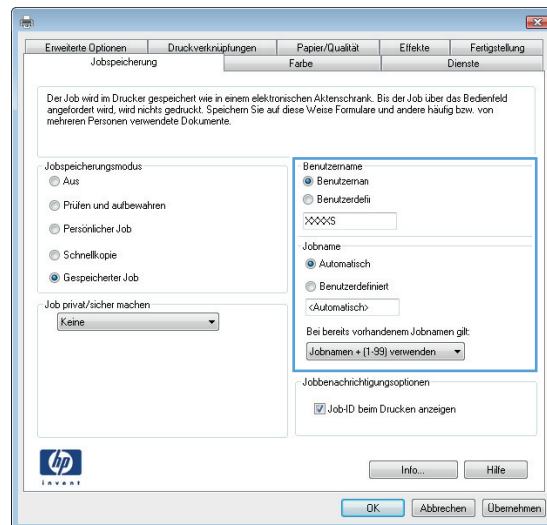 Erweiterte Optionen
Druckverknüpfungen
Papier/Qualität
Effekte
Fertigstellung
Jobspeicherung
Farbe
Dienste
Der Job wird im Drucker gespeichert wie in einem elektronischen Aktenschrank. Bis der Job über das Bedienfeld
angefordert wird, wird nichts gedruckt. Speichern Sie auf diese Weise Formulare und andere häufig bzw. von
mehreren Personen verwendete Dokumente.
Jobspeicherungsmodus
Aus
Prüfen und aufbewahren
Persönlicher Job
Schnellkopie
Gespeicherter Job
Job privat/sicher machen
Keine
Benutzername
Benutzernan
Benutzerdefii
XXXXS
Jobname
Automatisch
Benutzerdefiniert
<Automatisch>
Bei bereits vorhandenem Jobnamen gilt:
Jobnamen + (1-99) verwenden
Jobbenachrichtigungsoptionen
Job-ID beim Drucken anzeigen
hp
invent
Info...
Hilfe
OK
Abbrechen
Übernehmen